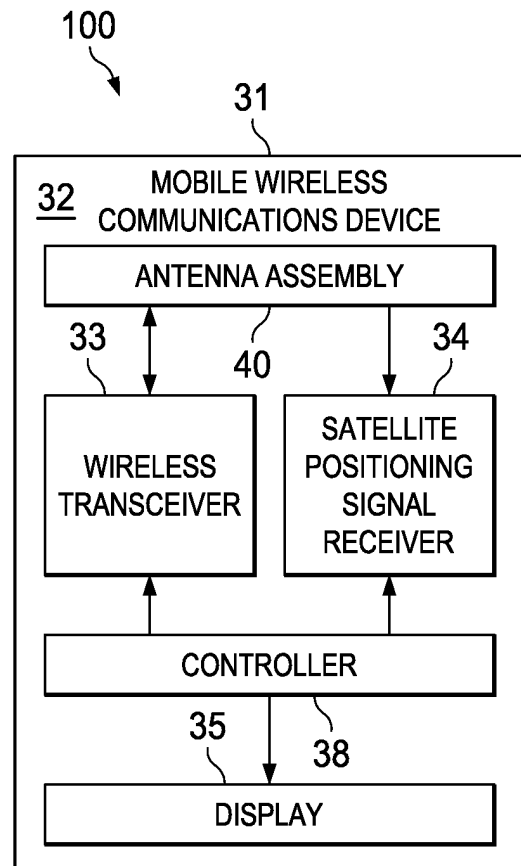 100
31
32
MOBILE WIRELESS
COMMUNICATIONS DEVICE
ANTENNA ASSEMBLY
33
40
34
WIRELESS
TRANSCEIVER
SATELLITE
POSITIONING
SIGNAL
RECEIVER
CONTROLLER
35
38
DISPLAY